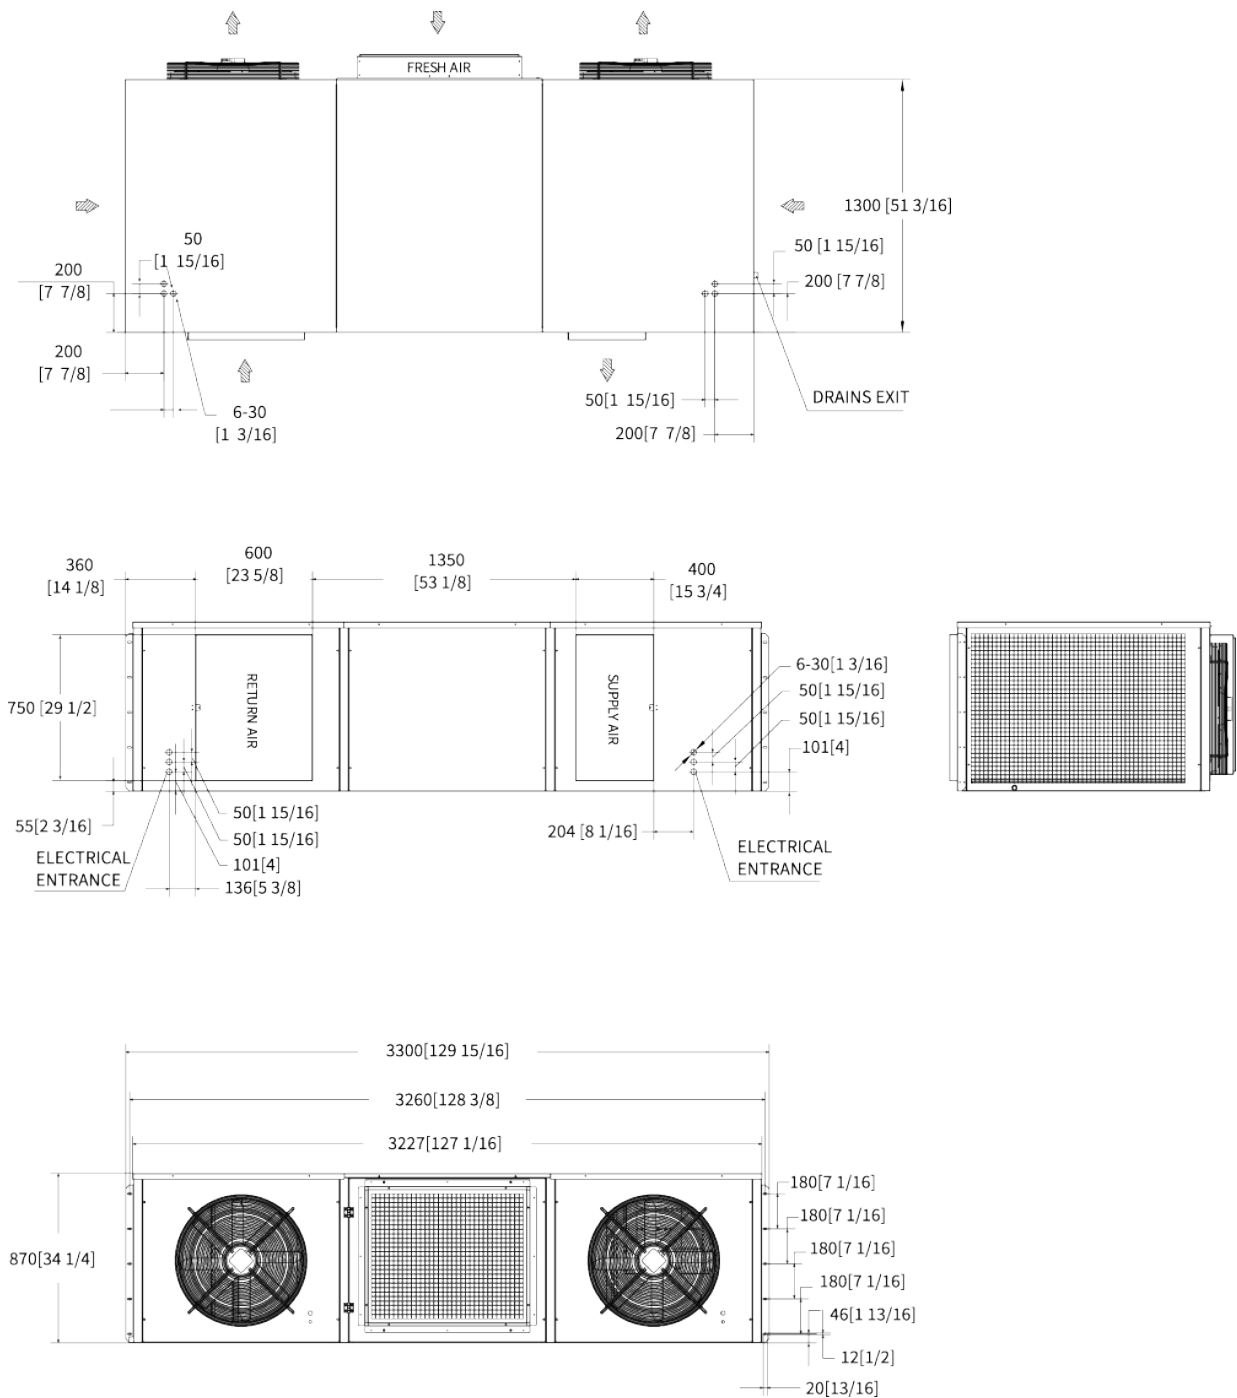 FRESH AIR
1300 [51 3/16]
50
[1 15/16]
50 [1 15/16]
200
[7 7/8]
200 [7 7/8]
200
[7 7/8]
50[1 15/16]
DRAINS EXIT
6-30
[1 3/16]
200[7 7/8]
360
[14 1/8]
600
[23 5/8]
1350
[53 1/8]
400
[15 3/4]
RETURN AIR
SUPPLY AIR
6-30[1 3/16]
50[1 15/16]
50[1 15/16]
101[4]
750 [29 1/2]
55[2 3/16]
50[1 15/16]
50[1 15/16]
101[4]
136[5 3/8]
204 [8 1/16]
ELECTRICAL
ENTRANCE
ELECTRICAL
ENTRANCE
3300[129 15/16]
3260[128 3/8]
3227[127 1/16]
180[7 1/16]
180[7 1/16]
180[7 1/16]
180[7 1/16]
870[34 1/4]
46[1 13/16]
12[1/2]
20[13/16]